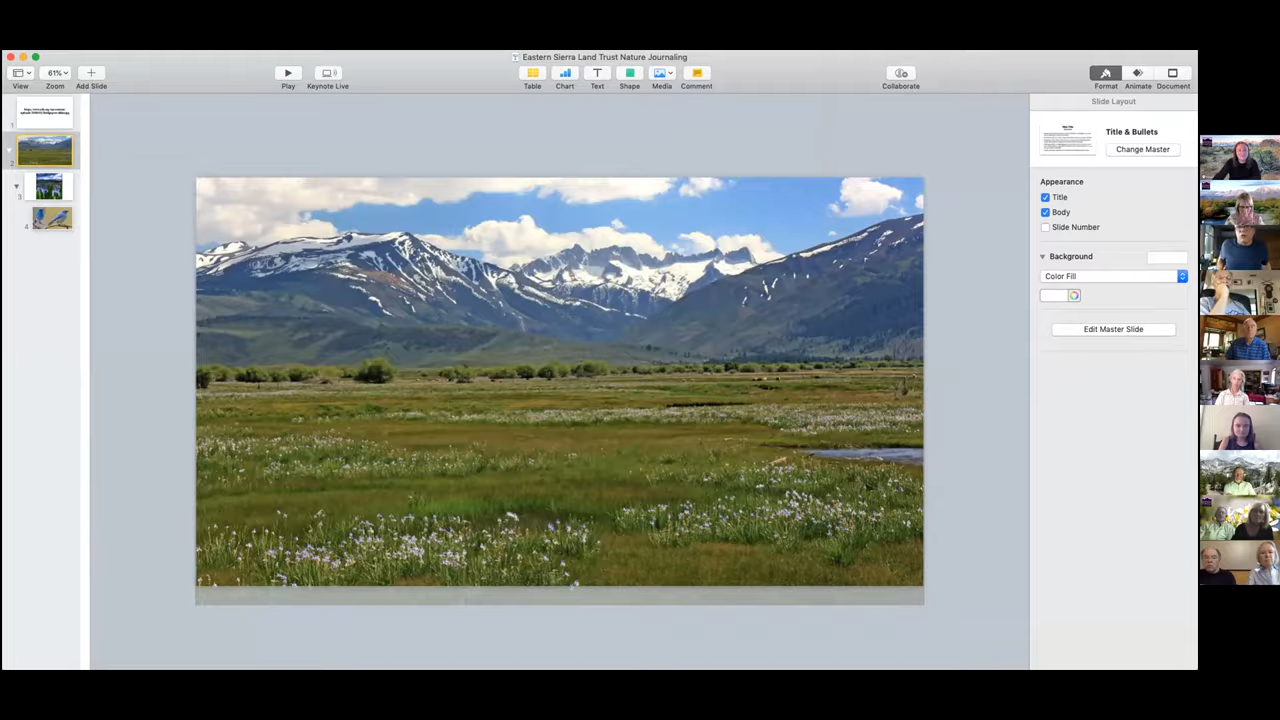 Eastern Sierra Land Trust Nature Journaling
61%
View
Zoom
Add Slide
Play
Keynote Live
Table
Chart
Text
Shape
Media
Comment
Collaborate
Format
Animate
Document
Slide Layout
Title & Bullets
Change Master
Appearance
Title
Body
Slide Number
Background
Color Fill
Edit Master Slide
1
2
3
4